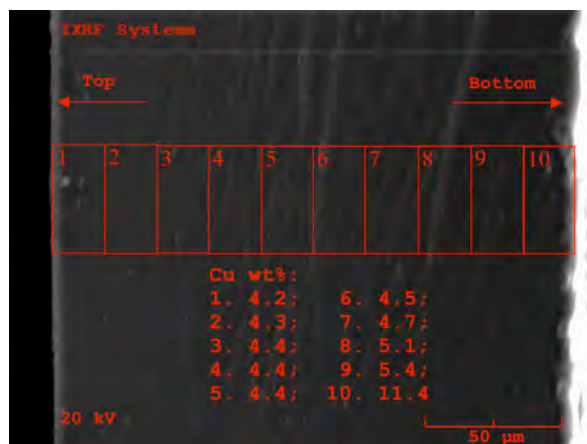 IXRF Systems
Top Bottom
1 2 3 4 5 6 7 8 9 10
Cu wt%:
1. 4.2; 6. 4.5;
2. 4.3; 7. 4.7;
3. 4.4; 8. 5.1;
4. 4.4; 9. 5.4;
5. 4.4; 10. 11.4
20 kV
50 µm